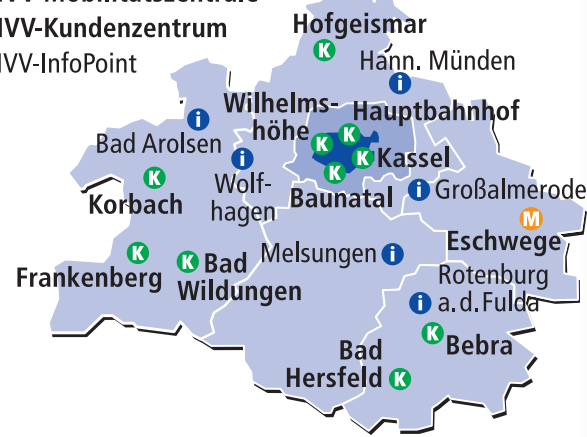 NVV-Kundenzentrum
NVV-InfoPoint
Hofgeismar
K
Hann. Münden
i
Wilhelms-
höhe
K
Hauptbahnhof
K
i
Bad Arolsen
K
Kassel
i
Wolf-
hagen
K
Korbach
K
Baunatal
i
Großalmerode
M
Eschwege
K
Frankenberg
K
Bad
Wildungen
Melsungen
i
Rotenburg
i
a. d. Fulda
K
Bebra
Bad
Hersfeld
K